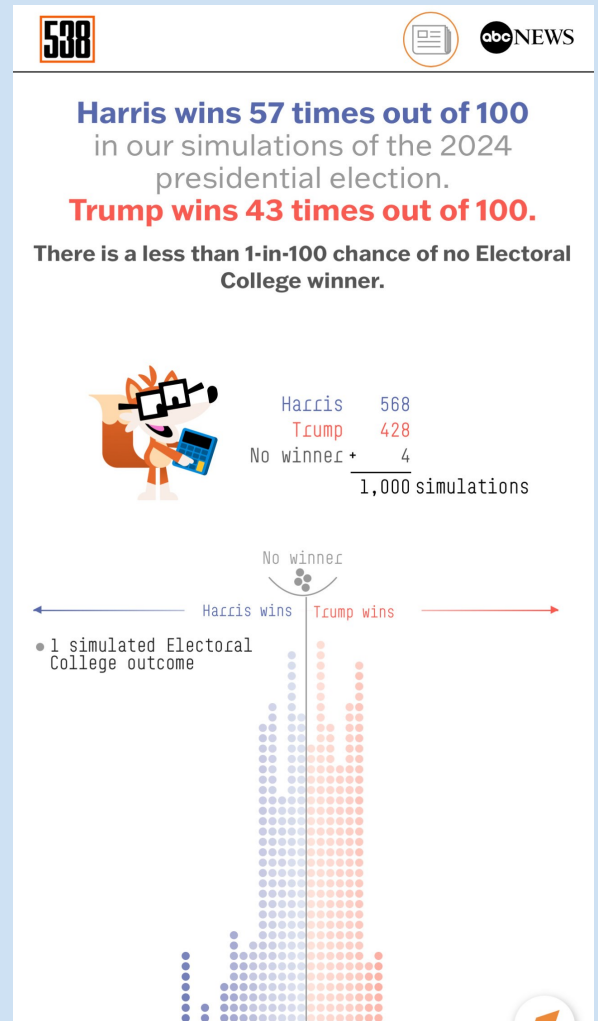 538
abc NEWS
Harris wins 57 times out of 100
in our simulations of the 2024
presidential election.
Trump wins 43 times out of 100.
There is a less than 1-in-100 chance of no Electoral
College winner.
Harris 568
Trump 428
No winner + 4
1,000 simulations
No winner
Harris wins Trump wins
1 simulated Electoral
College outcome